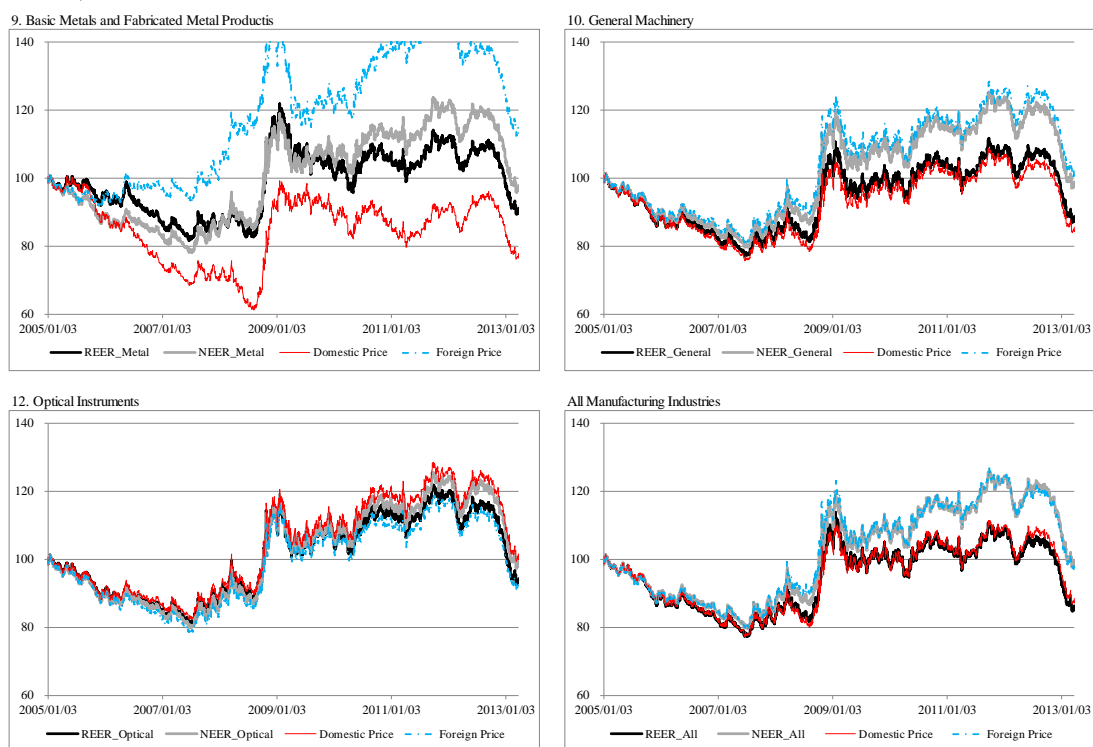 9. Basic Metals and Fabricated Metal Productis
140
120
100
80
60
2005/01/03 2007/01/03 2009/01/03 2011/01/03 2013/01/03
REER_Metal NEER_Metal Domestic Price Foreign Price
10. General Machinery
140
120
100
80
60
2005/01/03 2007/01/03 2009/01/03 2011/01/03 2013/01/03
REER_General NEER_General Domestic Price Foreign Price
12. Optical Instruments
140
120
100
80
60
2005/01/03 2007/01/03 2009/01/03 2011/01/03 2013/01/03
REER_Optical NEER_Optical Domestic Price Foreign Price
All Manufacturing Industries
140
120
100
80
60
2005/01/03 2007/01/03 2009/01/03 2011/01/03 2013/01/03
REER_All NEER_All Domestic Price Foreign Price